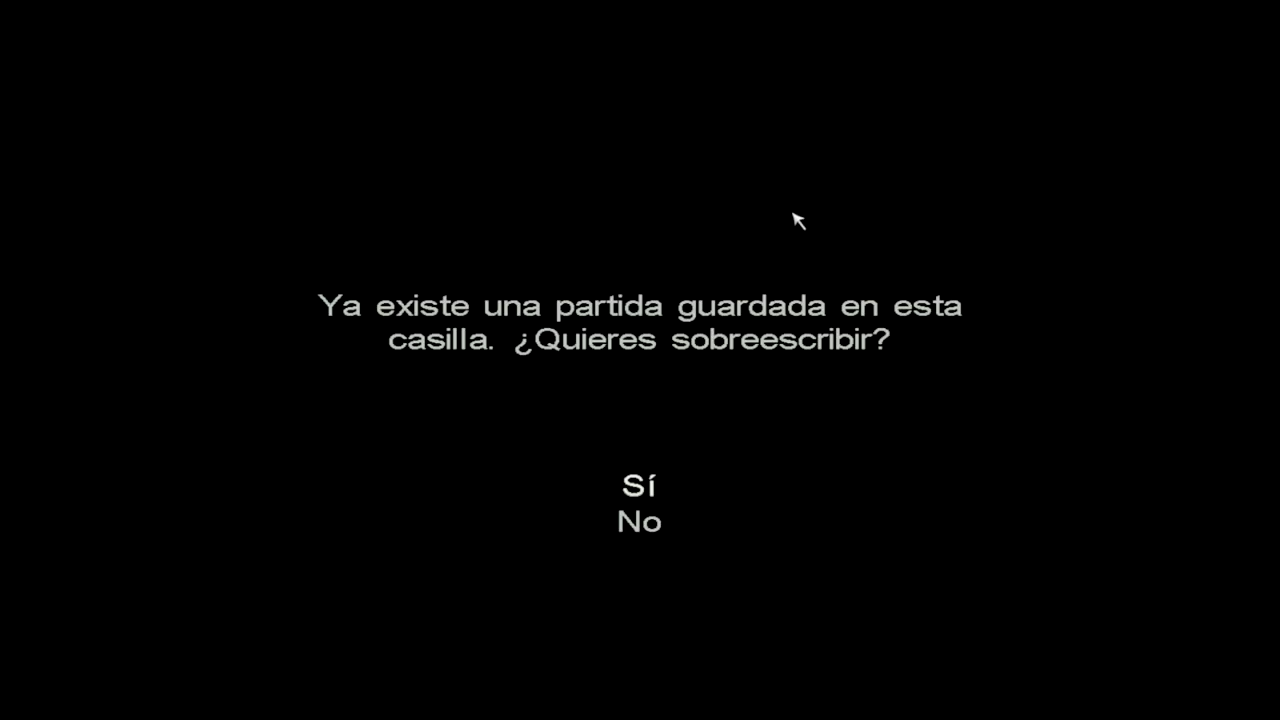 Ya existe una partida guardada en esta
casilla. ¿Quieres sobreescribir?
Sí
No